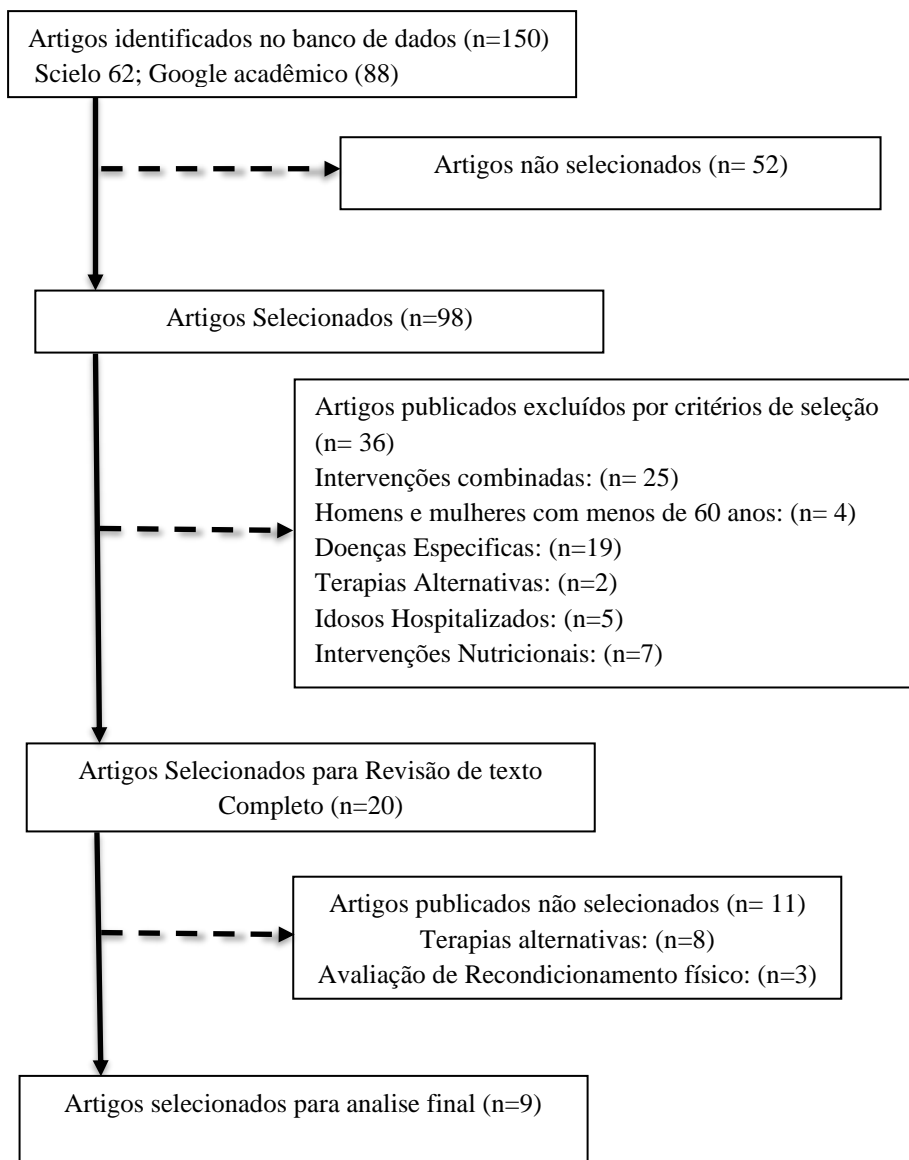 Artigos identificados no banco de dados (n=150)
Scielo 62; Google acadêmico (88)
Artigos não selecionados (n= 52)
Artigos Selecionados (n=98)
Artigos publicados excluídos por critérios de seleção
(n= 36)
Intervenções combinadas: (n= 25)
Homens e mulheres com menos de 60 anos: (n= 4)
Doenças Especificas: (n=19)
Terapias Alternativas: (n=2)
Idosos Hospitalizados: (n=5)
Intervenções Nutricionais: (n=7)
Artigos Selecionados para Revisão de texto
Completo (n=20)
Artigos publicados não selecionados (n= 11)
Terapias alternativas: (n=8)
Avaliação de Recondicionamento físico: (n=3)
Artigos selecionados para analise final (n=9)